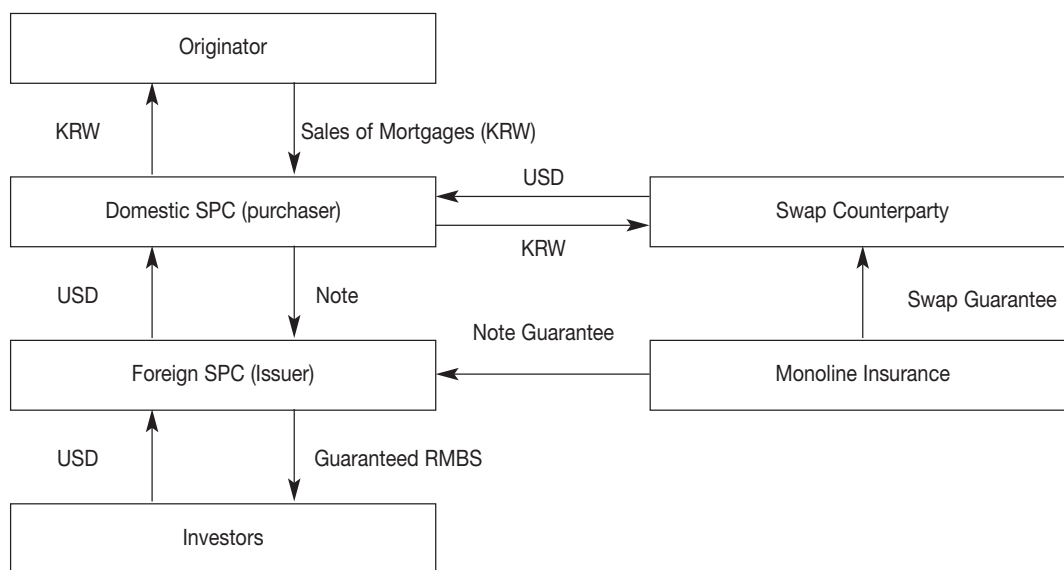 Originator
KRW
Sales of Mortgages (KRW)
USD
Domestic SPC (purchaser)
Swap Counterparty
KRW
USD
Note
Swap Guarantee
Note Guarantee
Foreign SPC (Issuer)
Monoline Insurance
USD
Guaranteed RMBS
Investors